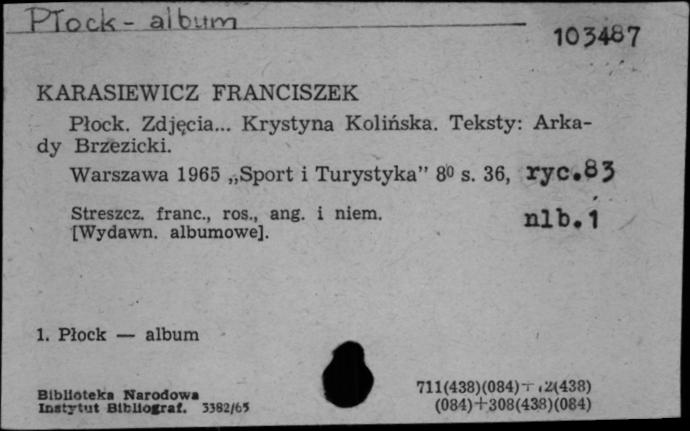 Płock - album
103487
KARASIEWICZ FRANCISZEK
Płock. Zdjęcia... Krystyna Kolińska. Teksty: Arka-
dy Brzezicki.
Warszawa 1965 „Sport i Turystyka" 8⁰ s. 36, ryc.83
Streszcz. franc., ros., ang. i niem. nlb.1
[Wydawn. albumowe].
1. Płock — album
Biblioteka Narodowa 711(438)(084) 2(438)
Instytut Bibliograf. 3382/65 (084)+308(438)(084)